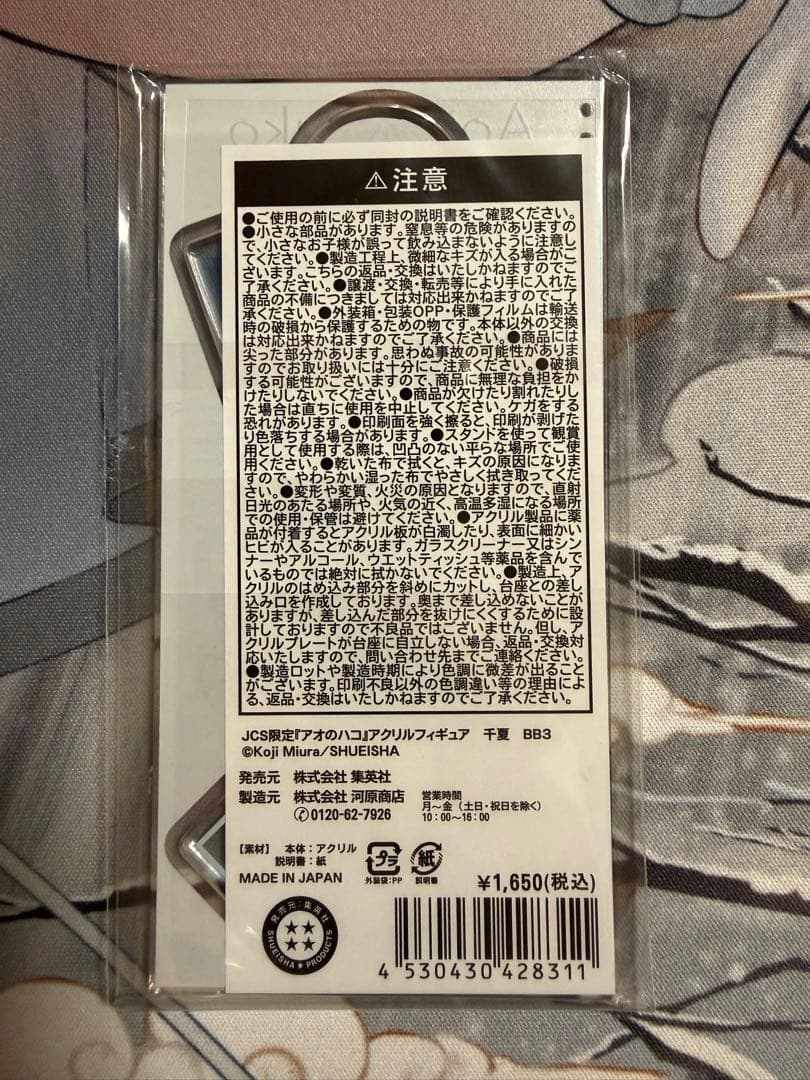 ⚠注意
●ご使用の前に必ず同封の説明書をご確認ください。
●小さな部品があります。窒息等の危険がありますの
で、小さなお子様が誤って飲み込まないように注意し
てください。●製造工程上、微細なキズが入る場合がご
ざいます。こちらの返品・交換はいたしかねますのでご
了承ください。●譲渡・交換・転売等により手に入れた
商品の不備につきましては対応出来かねますのでご了
承ください。●外装箱・包装OPP・保護フィルムは輸送
時の破損から保護するための物です。本体以外の交換
は対応出来かねますのでご了承ください。●商品には
尖った部分があります。思わぬ事故の可能性がありま
すのでお取り扱いには十分にご注意ください。●破損
する可能性がございますので、商品に無理な負担をか
けたりしないでください。●商品が欠けたり割れたりし
た場合は直ちに使用を中止してください。ケガをする
恐れがあります。●印刷面を強く擦ると、印刷が剥げた
り色落ちする場合があります。●スタンドを使って観賞
用として使用する際は、凹凸のない平らな場所でご使
用ください。●乾いた布で拭くと、キズの原因になりま
すので、やわらかい湿った布でやさしく拭き取ってくだ
さい。●変形や変質、火災の原因となりますので、直射
日光のあたる場所や、火気の近く、高温多湿になる場所
での使用・保管は避けてください。●アクリル製品に薬
品が付着するとアクリル板が白濁したり、表面に細かい
ヒビが入ることがあります。ガラスクリーナー又はシン
ナーやアルコール、ウエットティッシュ等薬品を含んで
いるものでは絶対に拭かないでください。●製造上、ア
クリルのはめ込み部分を斜めにカットし、台座との差し
込み口を作成しております。奥まで差し込めないことが
ありますが、差し込んだ部分を抜けにくくするために設
計しておりますので不良品ではございません。但し、ア
クリルプレートが台座に自立しない場合、返品・交換対
応いたしますので、問い合わせ先までご連絡ください。
●製造ロットや製造時期により色調に微差が出ること
がございます。印刷不良以外の色調違い等の理由によ
る、返品・交換はいたしかねますのでご了承ください。
JCS限定『アオのハコ』アクリルフィギュア 千夏 BB3
©Koji Miura/SHUEISHA
発売元 株式会社 集英社
製造元 株式会社 河原商店
✆0120-62-7926
営業時間
月〜金（土日・祝日を除く）
10：00〜16：00
【素材】 本体：アクリル
説明書：紙
プラ
外装袋：PP
紙
説明書
MADE IN JAPAN
¥1,650(税込)
発売元：集英社
SHUEISHA★PRODUCTS
4 530430 428311